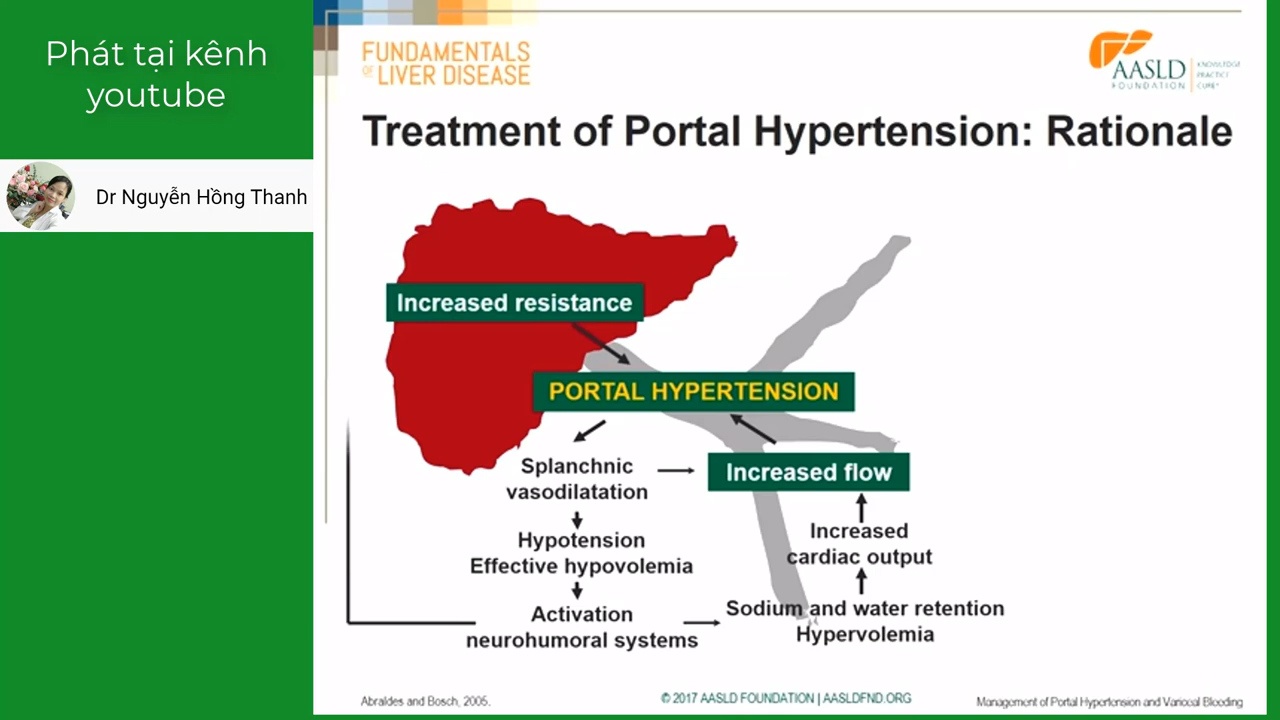 Phát tại kênh
youtube
Dr Nguyễn Hồng Thanh
FUNDAMENTALS
OF LIVER DISEASE
AASLD
FOUNDATION
KNOWLEDGE
PRACTICE
CURE
Treatment of Portal Hypertension: Rationale
Increased resistance
PORTAL HYPERTENSION
Splanchnic
vasodilatation
Increased flow
Hypotension
Effective hypovolemia
Increased
cardiac output
Activation
neurohumoral systems
Sodium and water retention
Hypervolemia
Abraldes and Bosch, 2005.
© 2017 AASLD FOUNDATION | AASLDFND.ORG
Management of Portal Hypertension and Variceal Bleeding